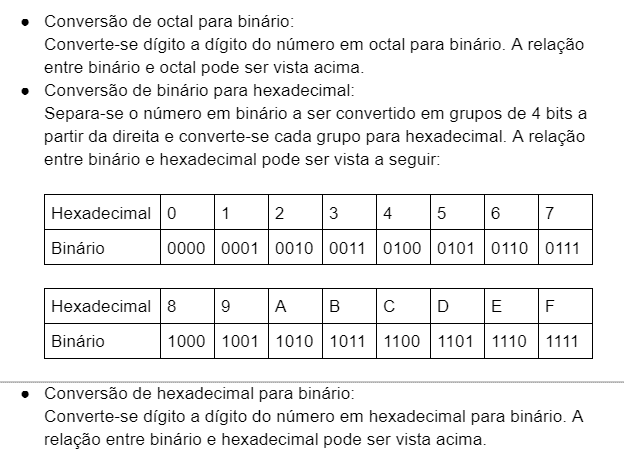 ● Conversão de octal para binário:
Converte-se dígito a dígito do número em octal para binário. A relação
entre binário e octal pode ser vista acima.
● Conversão de binário para hexadecimal:
Separa-se o número em binário a ser convertido em grupos de 4 bits a
partir da direita e converte-se cada grupo para hexadecimal. A relação
entre binário e hexadecimal pode ser vista a seguir:
Hexadecimal 0 1 2 3 4 5 6 7
Binário 0000 0001 0010 0011 0100 0101 0110 0111
Hexadecimal 8 9 A B C D E F
Binário 1000 1001 1010 1011 1100 1101 1110 1111
● Conversão de hexadecimal para binário:
Converte-se dígito a dígito do número em hexadecimal para binário. A
relação entre binário e hexadecimal pode ser vista acima.